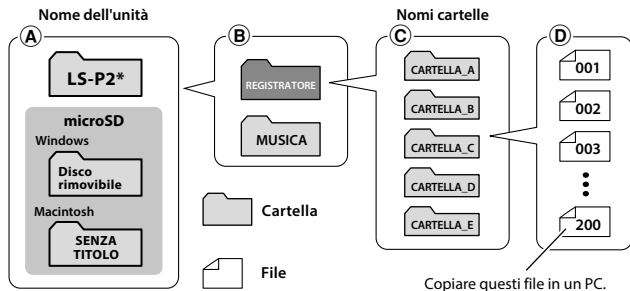 Nome dell'unità
Nomi cartelle
A
LS-P2*
microSD
Windows
Disco
rimovibile
Macintosh
SENZA
TITOLO
B
REGISTRATORE
MUSICA
Cartella
File
C
CARTELLA_A
CARTELLA_B
CARTELLA_C
CARTELLA_D
CARTELLA_E
D
001
002
003
200
Copiare questi file in un PC.